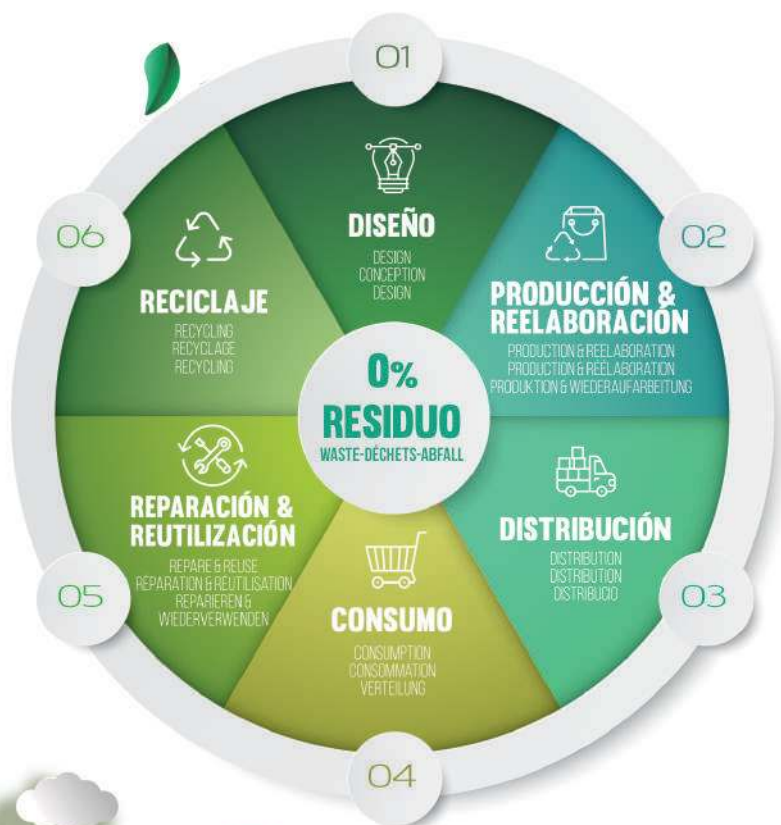 01
DISEÑO
DESIGN
CONCEPTION
DESIGN
02
PRODUCCIÓN &
REELABORACIÓN
PRODUCTION & REELABORATION
PRODUCTION & RÉÉLABORATION
PRODUKTION & WIEDERAUFARBEITUNG
03
DISTRIBUCIÓN
DISTRIBUTION
DISTRIBUTION
DISTRIBUCIO
04
CONSUMO
CONSUMPTION
CONSOMMATION
VERTEILUNG
05
REPARACIÓN &
REUTILIZACIÓN
REPARE & REUSE
RÉPARATION & RÉUTILISATION
REPARIEREN &
WIEDERVERWENDEN
06
RECICLAJE
RECYCLING
RECYCLAGE
RECYCLING
0%
RESIDUO
WASTE-DÉCHETS-ABFALL